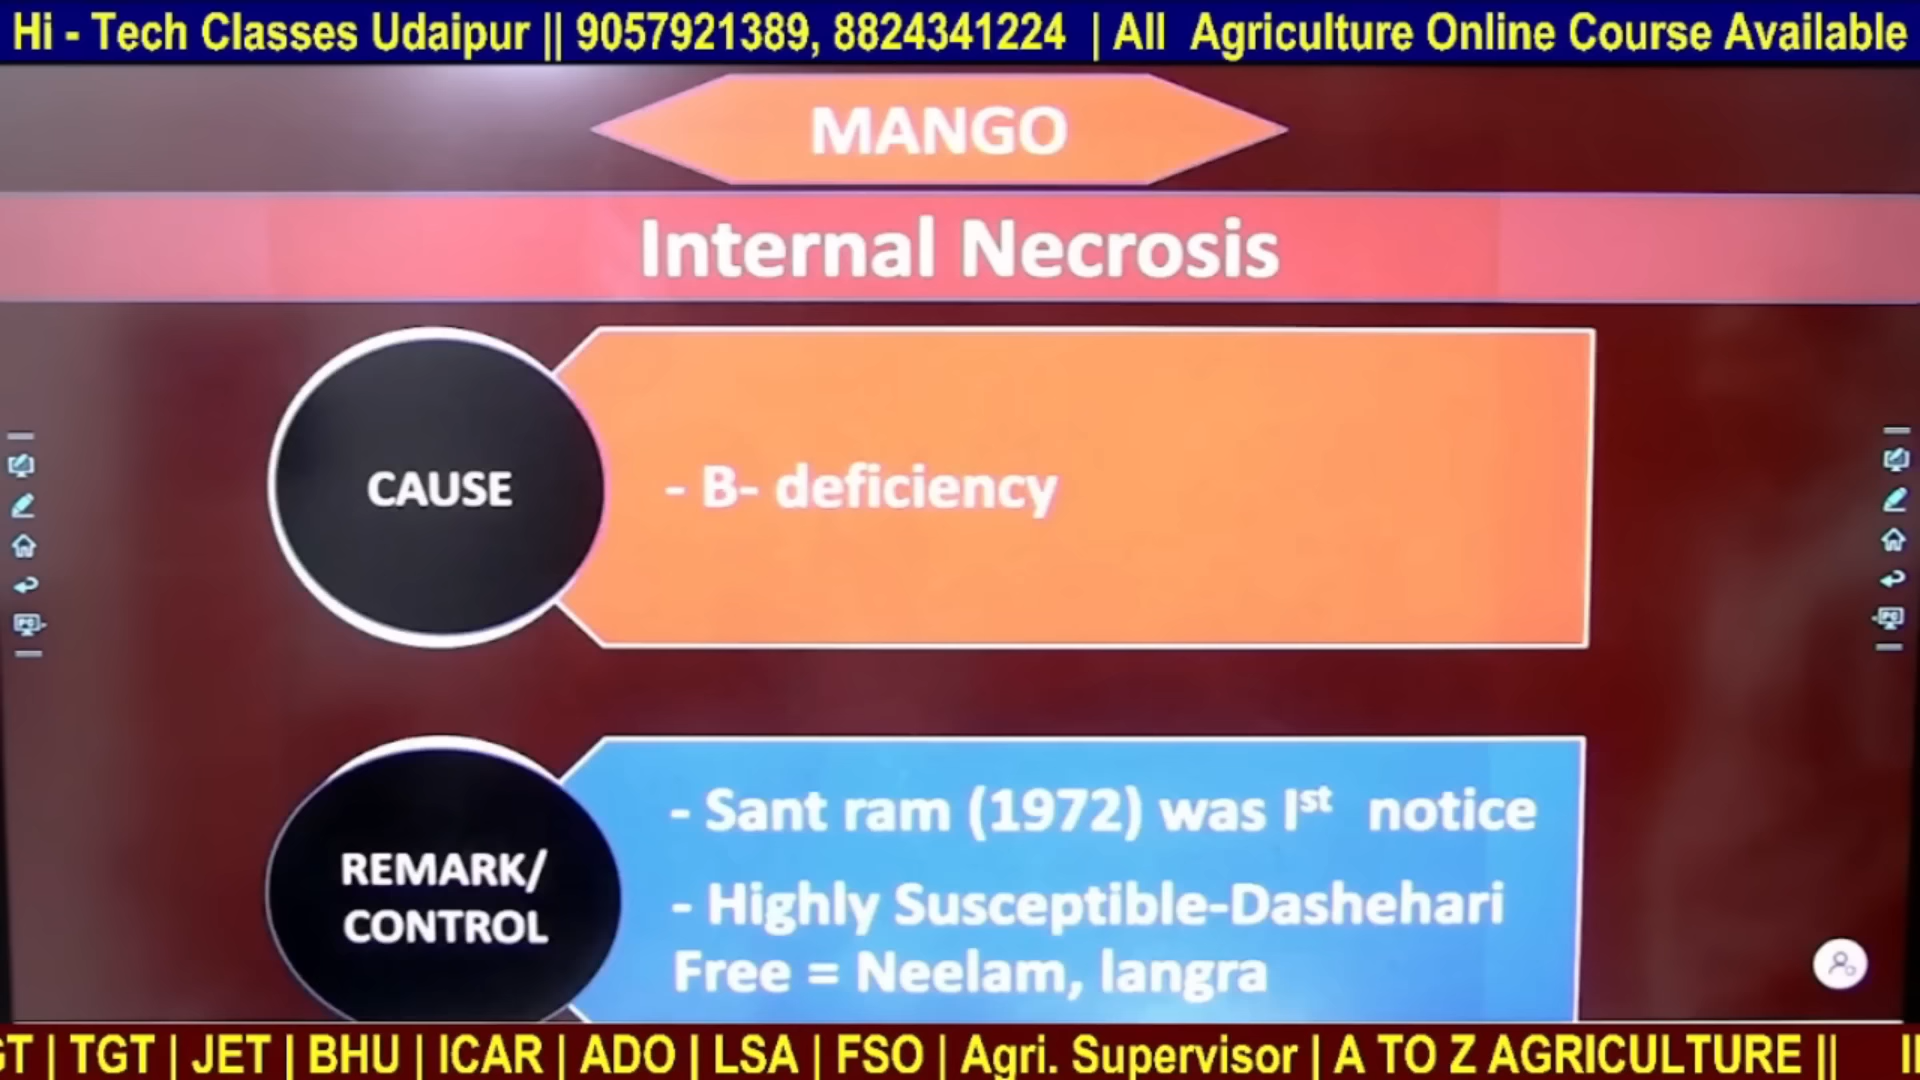 Hi - Tech Classes Udaipur || 9057921389, 8824341224 | All Agriculture Online Course Available
MANGO
Internal Necrosis
CAUSE
- B- deficiency
REMARK/
CONTROL
- Sant ram (1972) was Ist notice
- Highly Susceptible-Dashehari
Free = Neelam, langra
GT | TGT | JET | BHU | ICAR | ADO | LSA | FSO | Agri. Supervisor | A TO Z AGRICULTURE ||